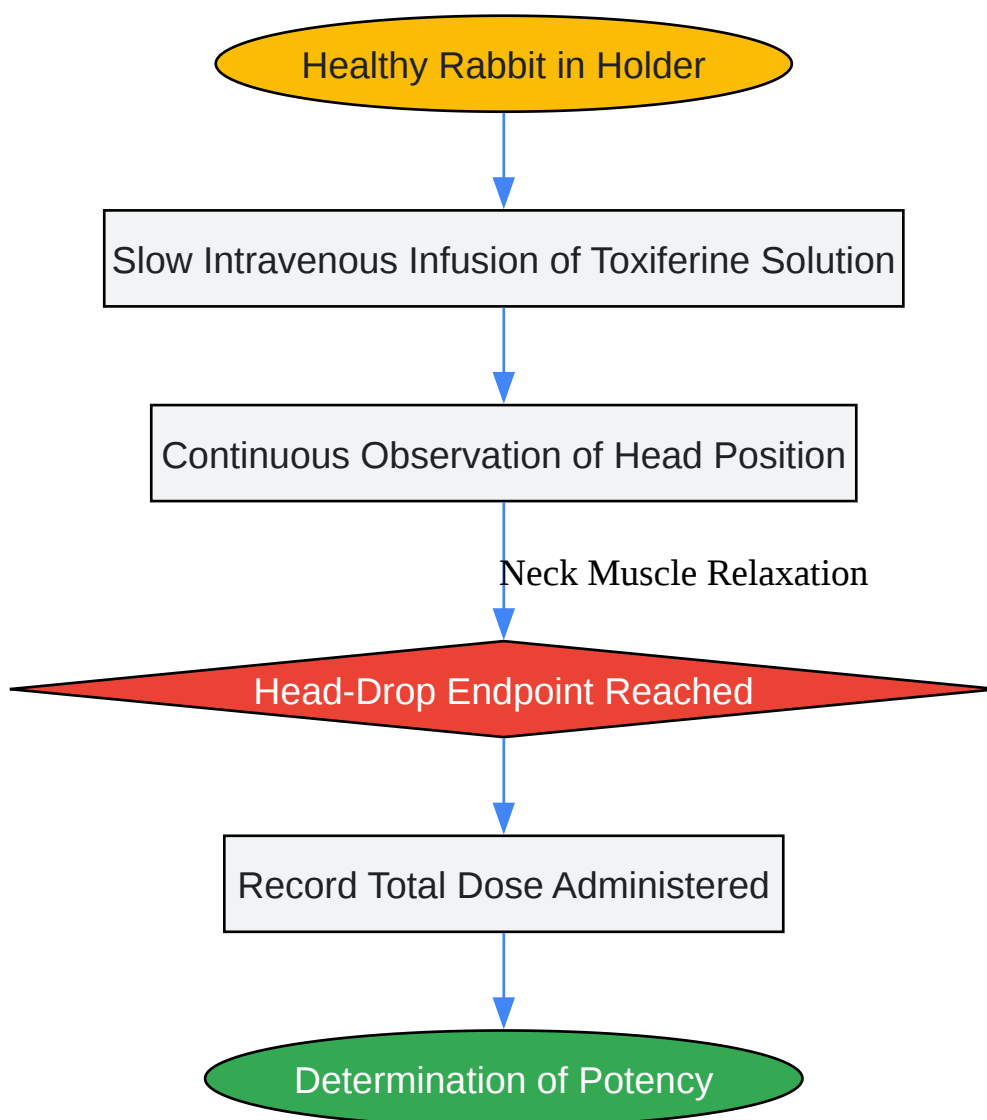 Healthy Rabbit in Holder
Slow Intravenous Infusion of Toxiferine Solution
Continuous Observation of Head Position
Neck Muscle Relaxation
Head-Drop Endpoint Reached
Record Total Dose Administered
Determination of Potency